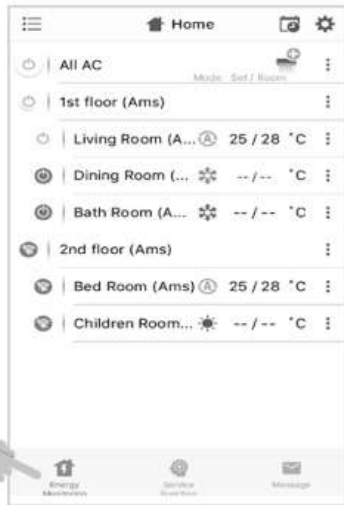 Home
All AC
Mode Set / Room
1st floor (Ams)
Living Room (A... A 25 / 28 °C
Dining Room (... -- / -- °C
Bath Room (A... -- / -- °C
2nd floor (Ams)
Bed Room (Ams) A 25 / 28 °C
Children Room... -- / -- °C
Energy Monitoring
Service Function
Message